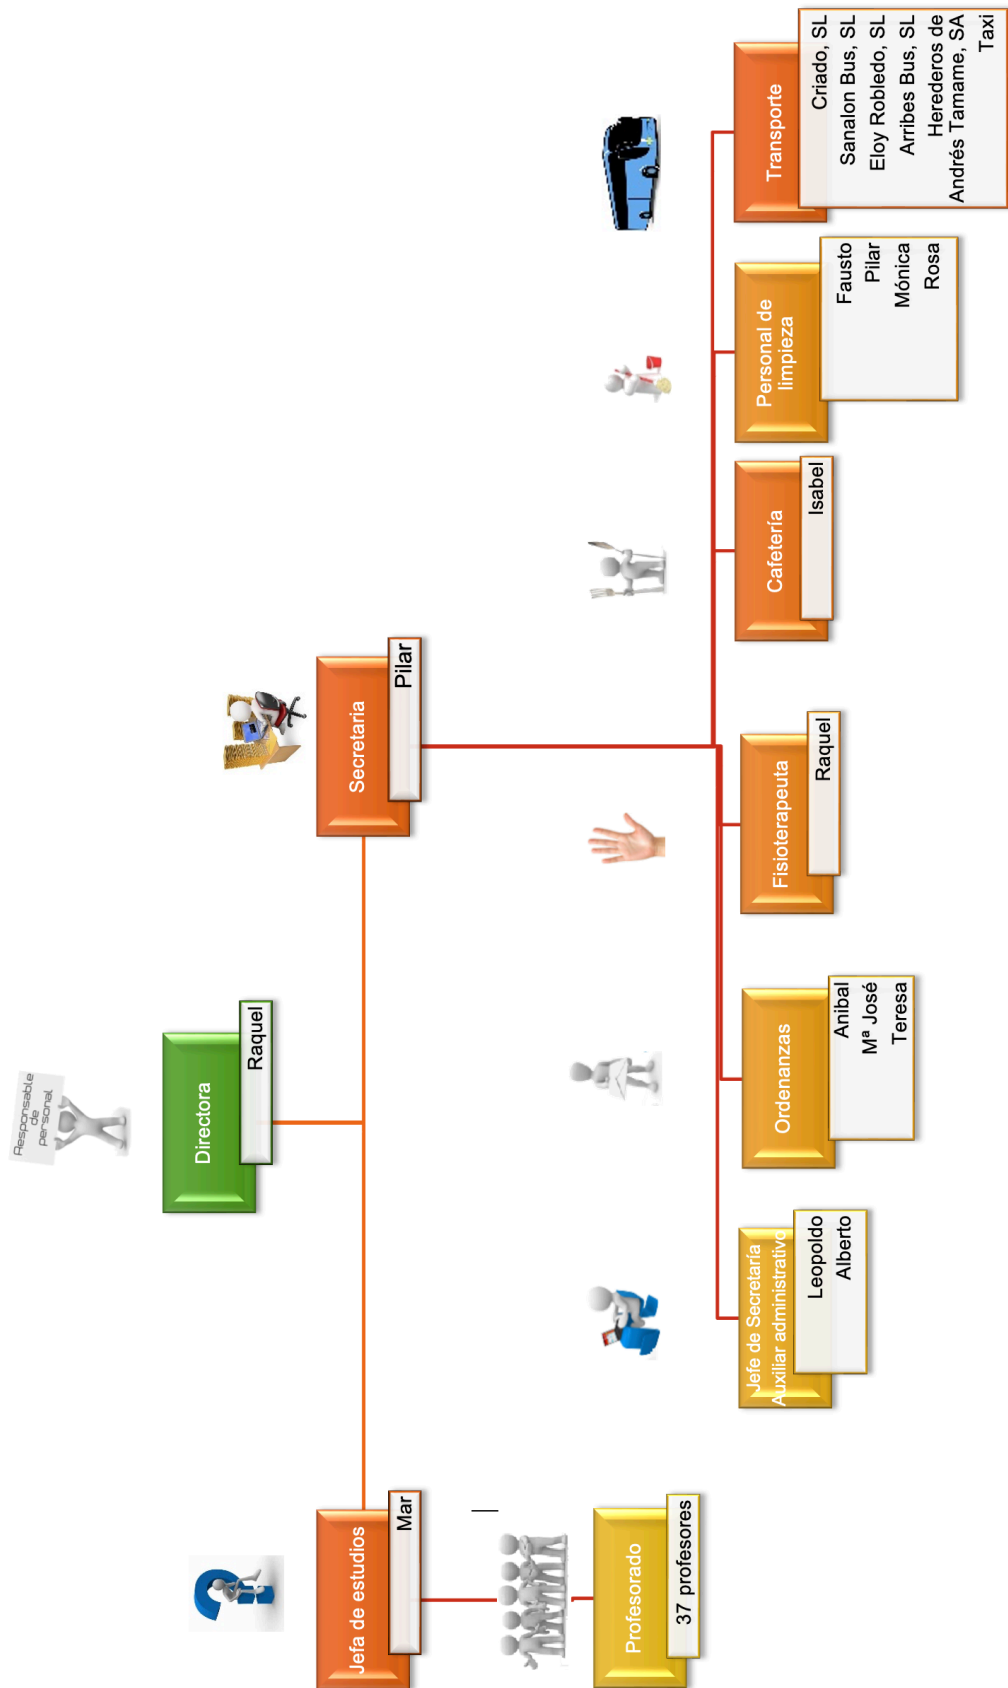 Responsable
de
personal
Directora
Raquel
Jefa de estudios
Mar
Secretaria
Pilar
Profesorado
37 profesores
Jefe de Secretaría
Auxiliar administrativo
Leopoldo
Alberto
Ordenanzas
Anibal
Mª José
Teresa
Fisioterapeuta
Raquel
Cafetería
Isabel
Personal de
limpieza
Fausto
Pilar
Mónica
Rosa
Transporte
Criado, SL
Sanalon Bus, SL
Eloy Robledo, SL
Arribes Bus, SL
Herederos de
Andrés Tamame, SA
Taxi